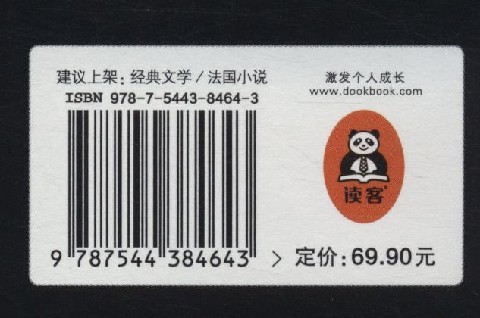 建议上架：经典文学/法国小说
ISBN 978-7-5443-8464-3
9 787544 384643 >
激发个人成长
www.dookbook.com
读客®
定价：69.90元